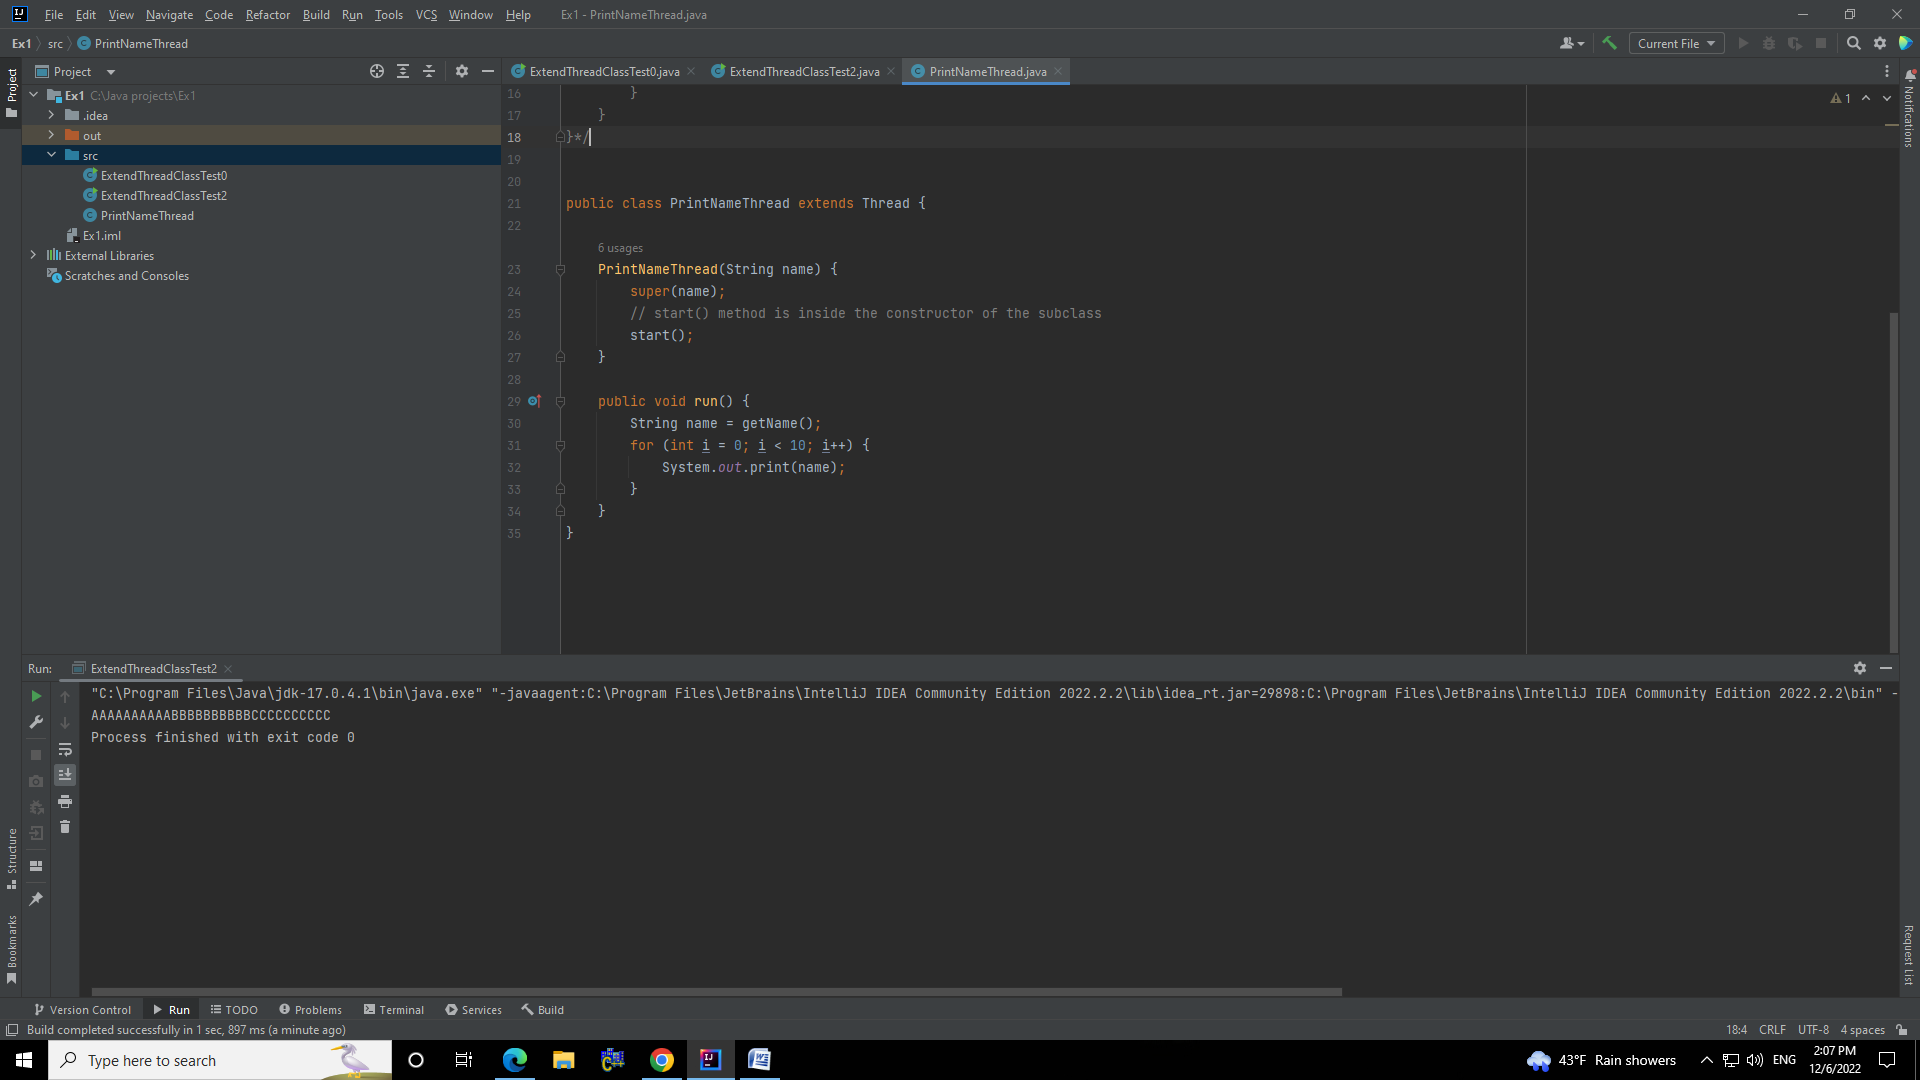 File Edit View Navigate Code Refactor Build Run Tools VCS Window Help Ex1 - PrintNameThread.java
Ex1 src PrintNameThread
Current File
Project
Project
ExtendThreadClassTest0.java
ExtendThreadClassTest2.java
PrintNameThread.java
Notifications
Ex1 C:\Java projects\Ex1
.idea
out
src
ExtendThreadClassTest0
ExtendThreadClassTest2
PrintNameThread
Ex1.iml
External Libraries
Scratches and Consoles
1
16 }
17 }
18 }*/
19
20
21 public class PrintNameThread extends Thread {
22
6 usages
23 PrintNameThread(String name) {
24 super(name);
25 // start() method is inside the constructor of the subclass
26 start();
27 }
28
29 public void run() {
30 String name = getName();
31 for (int i = 0; i < 10; i++) {
32 System.out.print(name);
33 }
34 }
35 }
Run: ExtendThreadClassTest2
"C:\Program Files\Java\jdk-17.0.4.1\bin\java.exe" "-javaagent:C:\Program Files\JetBrains\IntelliJ IDEA Community Edition 2022.2.2\lib\idea_rt.jar=29898:C:\Program Files\JetBrains\IntelliJ IDEA Community Edition 2022.2.2\bin" -
AAAAAAAAAABBBBBBBBBBCCCCCCCCCC
Process finished with exit code 0
Structure
Bookmarks
Request List
Version Control Run TODO Problems Terminal Services Build
Build completed successfully in 1 sec, 897 ms (a minute ago)
18:4 CRLF UTF-8 4 spaces
Type here to search
43°F Rain showers
ENG
2:07 PM
12/6/2022